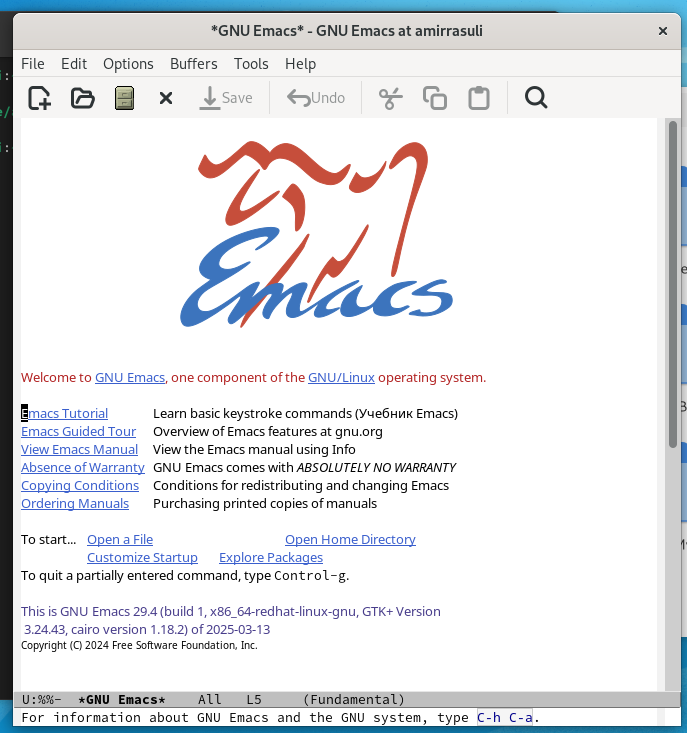 *GNU Emacs* - GNU Emacs at amirrasuli
File Edit Options Buffers Tools Help
Save Undo
Emacs
Welcome to GNU Emacs, one component of the GNU/Linux operating system.
Emacs Tutorial Learn basic keystroke commands (Учебник Emacs)
Emacs Guided Tour Overview of Emacs features at gnu.org
View Emacs Manual View the Emacs manual using Info
Absence of Warranty GNU Emacs comes with ABSOLUTELY NO WARRANTY
Copying Conditions Conditions for redistributing and changing Emacs
Ordering Manuals Purchasing printed copies of manuals
To start... Open a File Open Home Directory
Customize Startup Explore Packages
To quit a partially entered command, type Control-g.
This is GNU Emacs 29.4 (build 1, x86_64-redhat-linux-gnu, GTK+ Version
3.24.43, cairo version 1.18.2) of 2025-03-13
Copyright (C) 2024 Free Software Foundation, Inc.
U:%%- *GNU Emacs* All L5 (Fundamental)
For information about GNU Emacs and the GNU system, type C-h C-a.